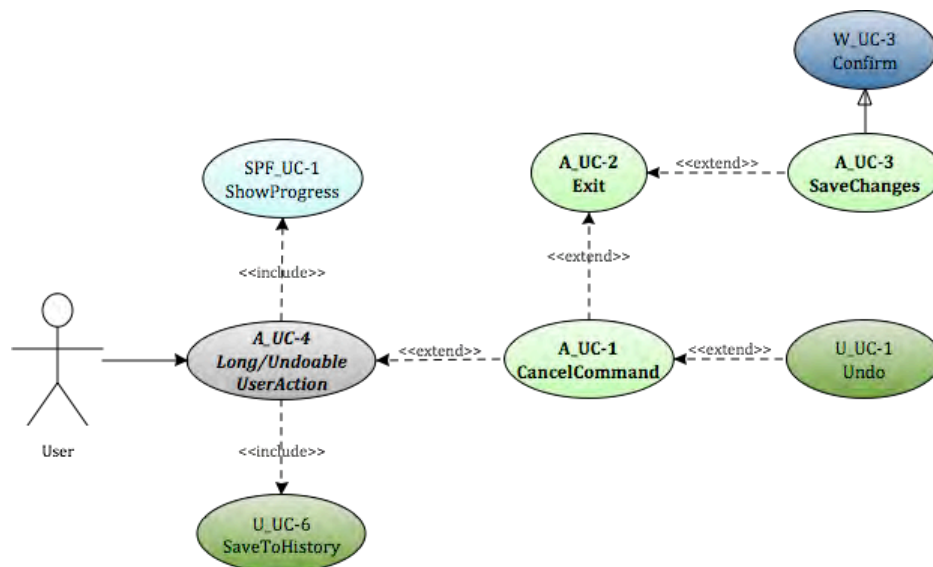 W_UC-3
Confirm
SPF_UC-1
ShowProgress
A_UC-2
Exit
<<extend>>
A_UC-3
SaveChanges
<<include>>
<<extend>>
A_UC-4
Long/Undoable
UserAction
<<extend>>
A_UC-1
CancelCommand
<<extend>>
U_UC-1
Undo
User
<<include>>
U_UC-6
SaveToHistory